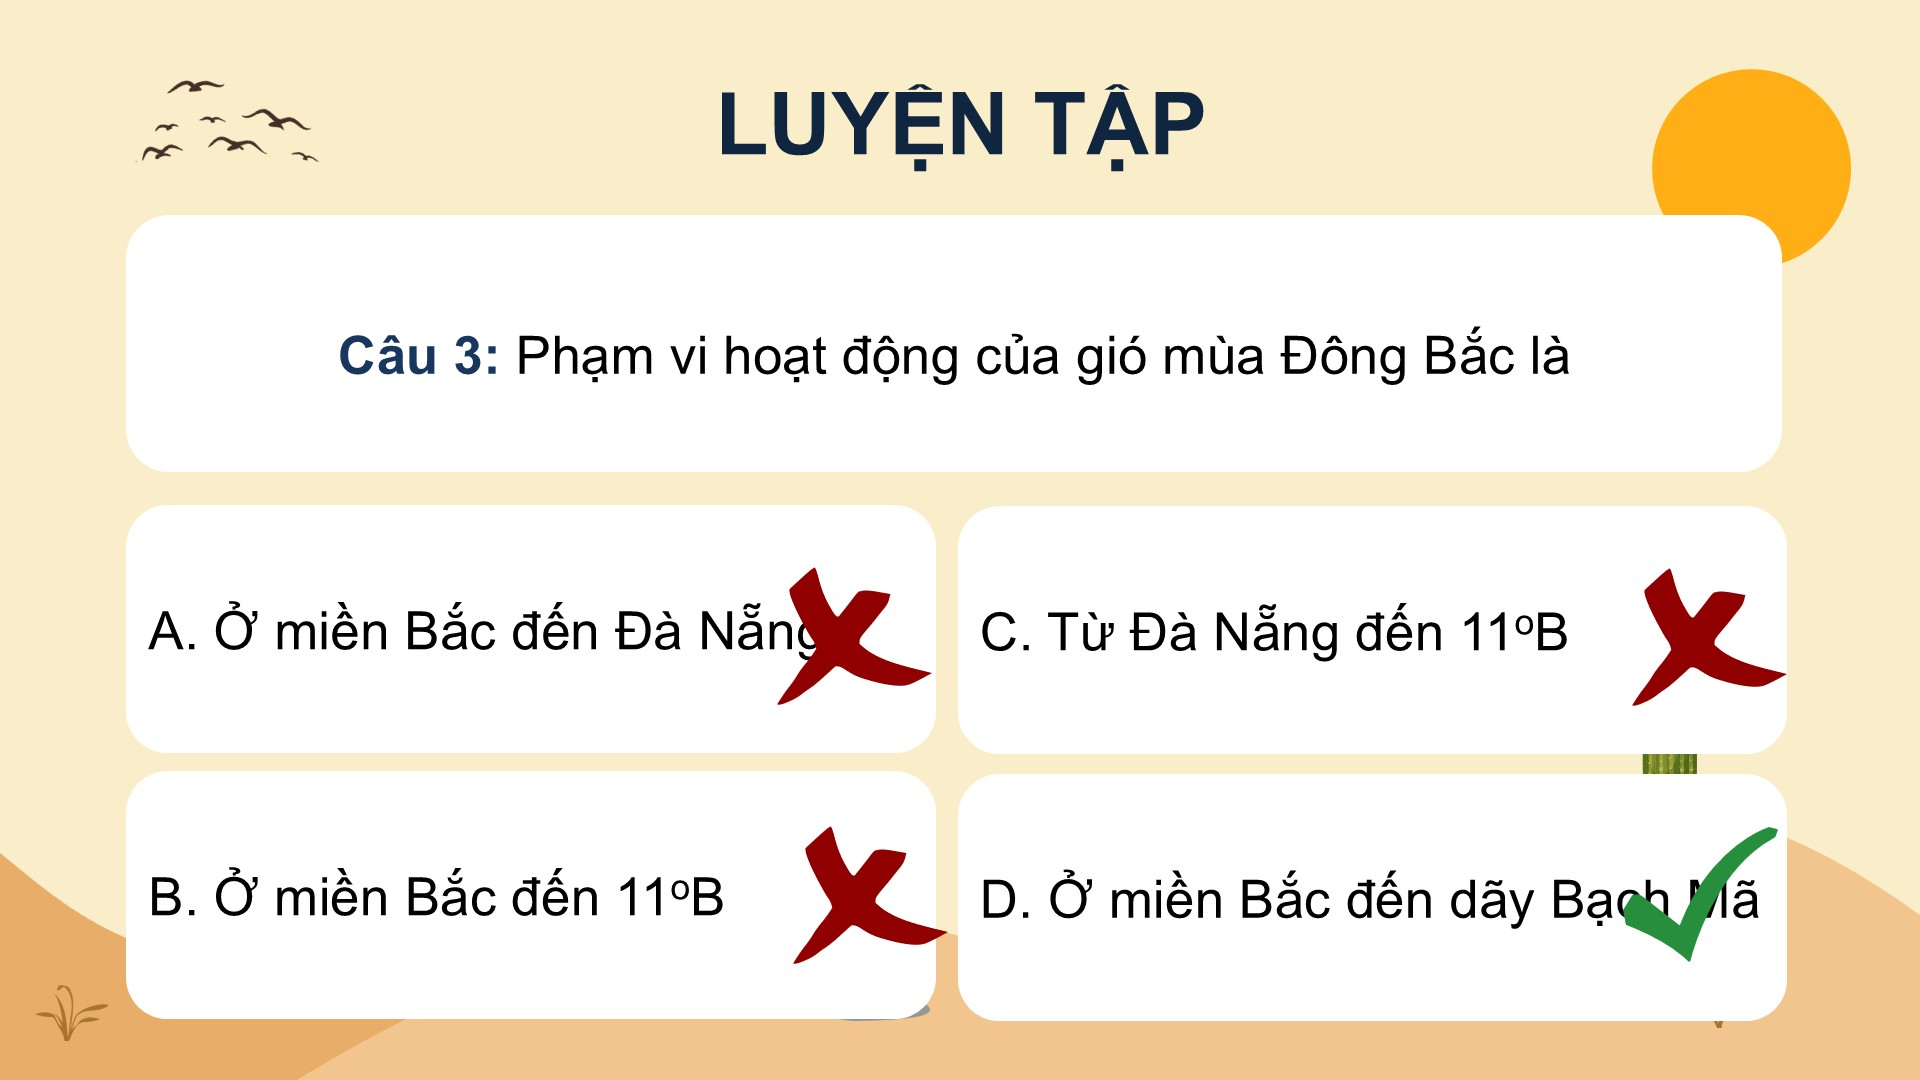 LUYỆN TẬP
Câu 3: Phạm vi hoạt động của gió mùa Đông Bắc là
A. Ở miền Bắc đến Đà Nẵng
C. Từ Đà Nẵng đến 11ᵒB
B. Ở miền Bắc đến 11ᵒB
D. Ở miền Bắc đến dãy Bạch Mã